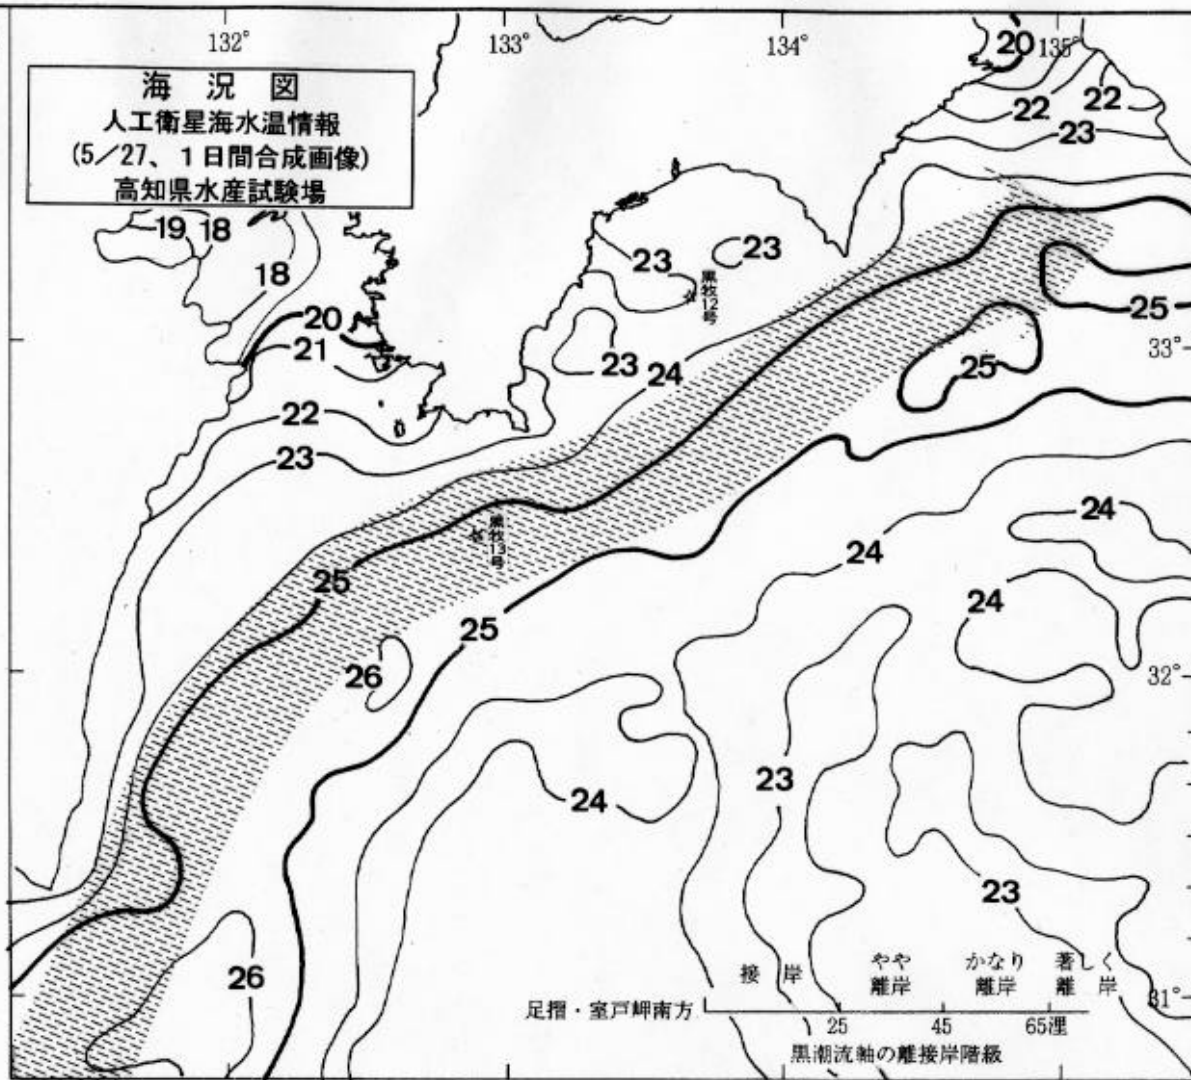 132°
133°
134°
135°
海 況 図
人工衛星海水温情報
(5/27、1日間合成画像)
高知県水産試験場
20
22
22
23
19
18
18
23
23
黒牧12号
20
21
25
33°
23
24
25
22
23
24
黒牧13号
24
25
24
25
26
32°
23
24
23
26
接 岸
やや
離岸
かなり
離岸
著しく
離 岸
足摺・室戸岬南方
31°
25
45
65浬
黒潮流軸の離接岸階級